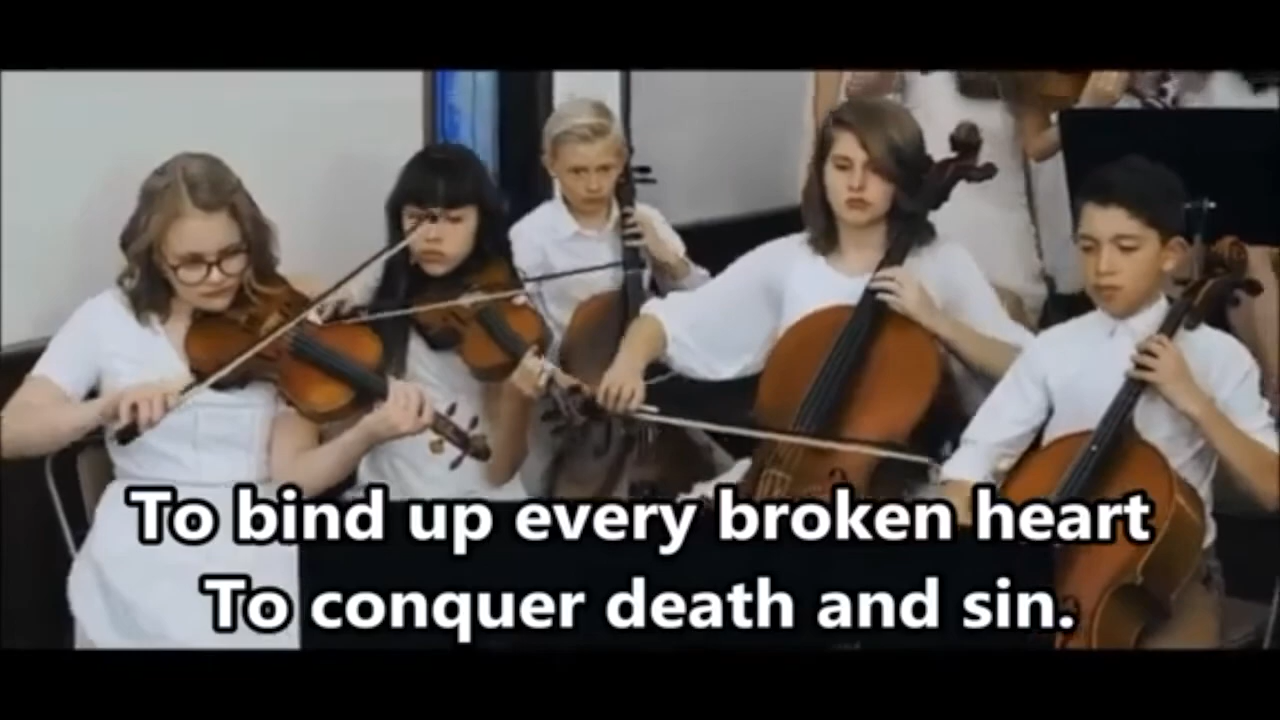 To bind up every broken heart
To conquer death and sin.